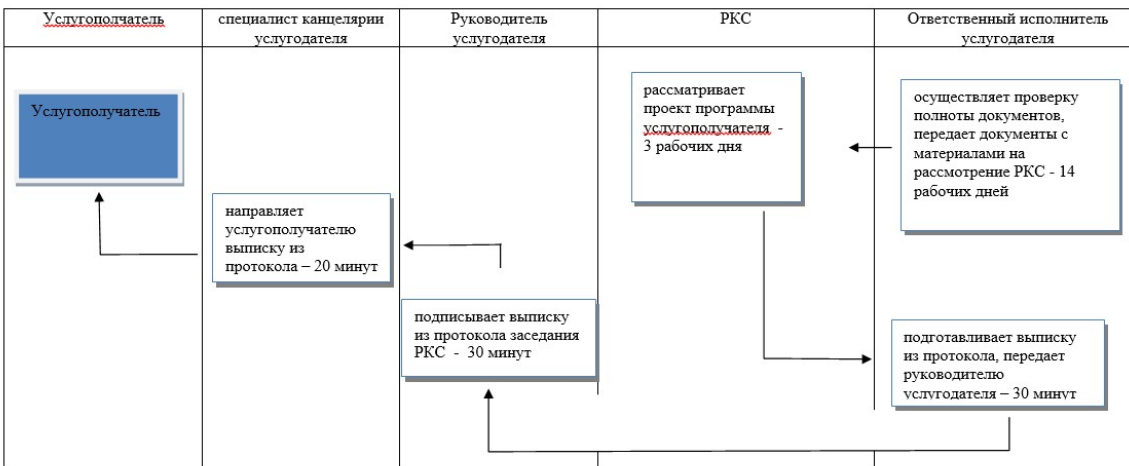 Услугополчатель
специалист канцелярии
услугодателя
Руководитель
услугодателя
РКС
Ответственный исполнитель
услугодателя
Услугополучатель
направляет
услугополучателю
выписку из
протокола – 20 минут
подписывает выписку
из протокола заседания
РКС - 30 минут
рассматривает
проект программы
услугополучателя -
3 рабочих дня
осуществляет проверку
полноты документов,
передает документы с
материалами на
рассмотрение РКС - 14
рабочих дней
подготавливает выписку
из протокола, передает
руководителю
услугодателя – 30 минут